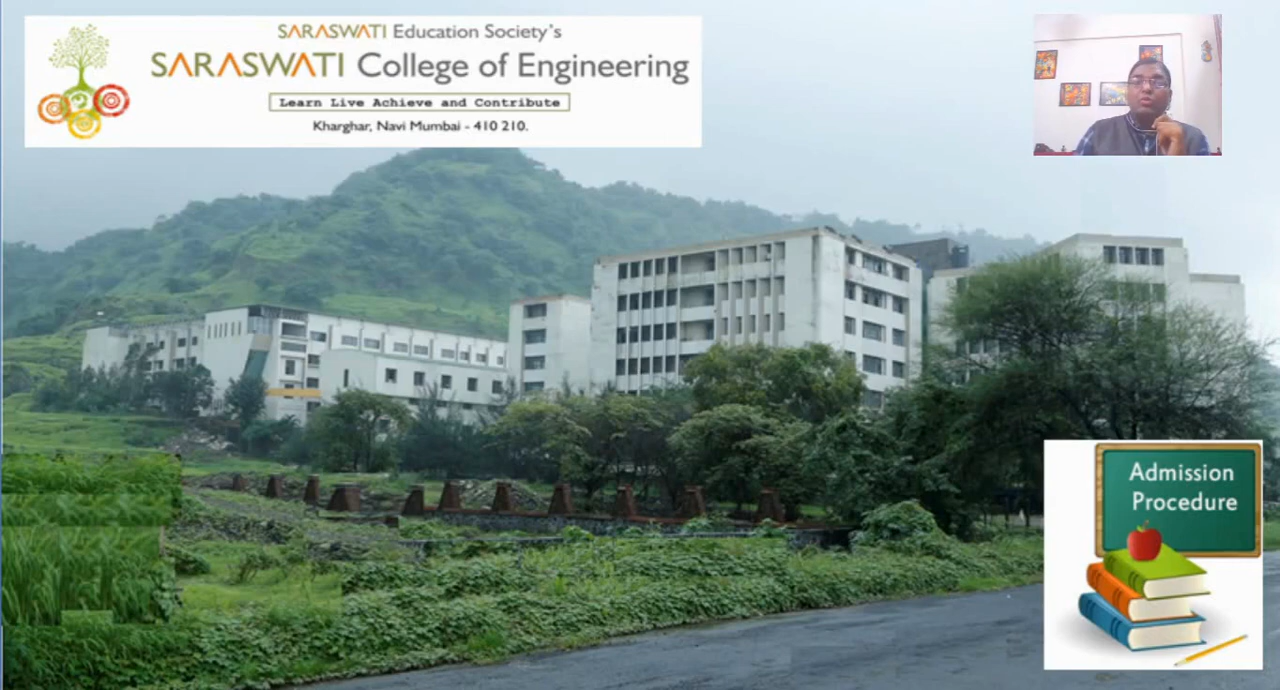 SARASWATI Education Society's
SARASWATI College of Engineering
Learn Live Achieve and Contribute
Kharghar, Navi Mumbai - 410 210.
Admission
Procedure